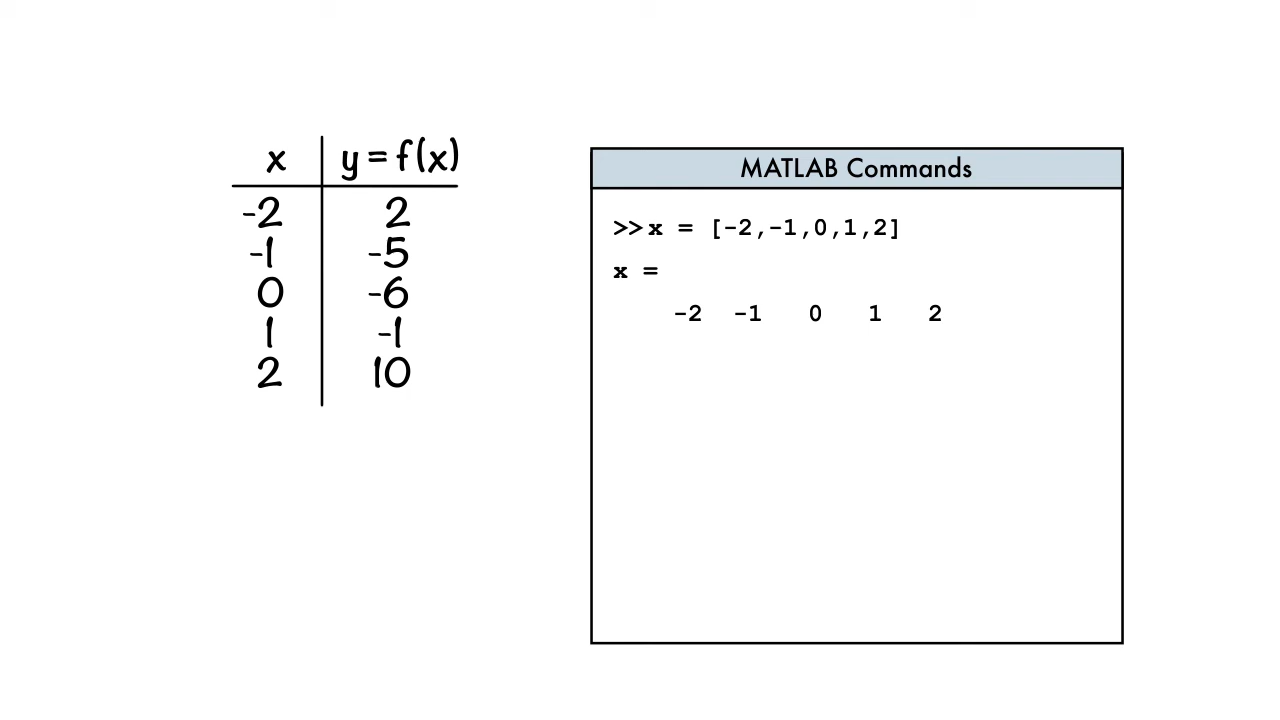 x y = f(x)
-2 2
-1 -5
0 -6
1 -1
2 10
MATLAB Commands
>>x = [-2,-1,0,1,2]
x =
-2 -1 0 1 2